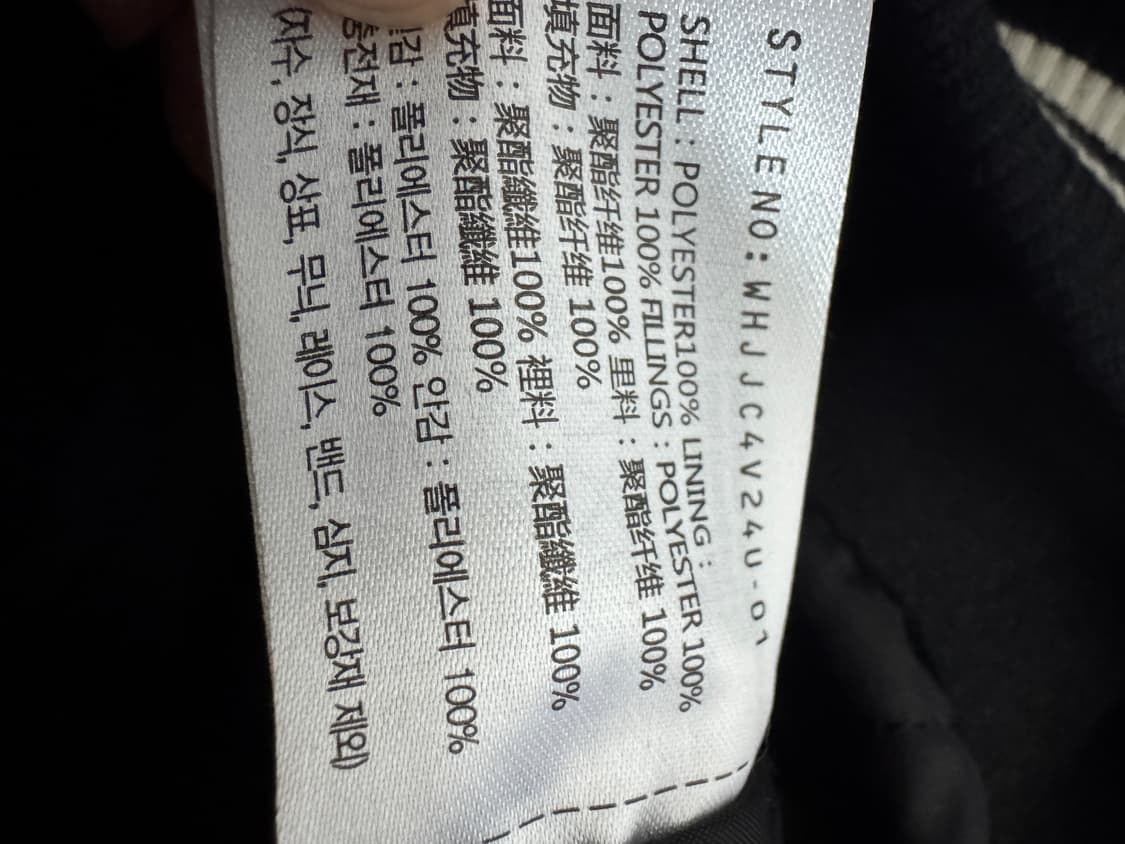 STYLE NO: WHJJC4V24U-01
SHELL : POLYESTER100% LINING :
POLYESTER 100% FILLINGS : POLYESTER 100%
面料 : 聚酯纤维100% 里料 : 聚酯纤维 100%
填充物 : 聚酯纤维 100%
面料 : 聚酯纖維100% 裡料 : 聚酯纖維 100%
填充物 : 聚酯纖維 100%
겉감 : 폴리에스터 100% 안감 : 폴리에스터 100%
충전재 : 폴리에스터 100%
(자수, 장식, 상표, 무늬, 레이스, 밴드, 심지, 보강재 제외)